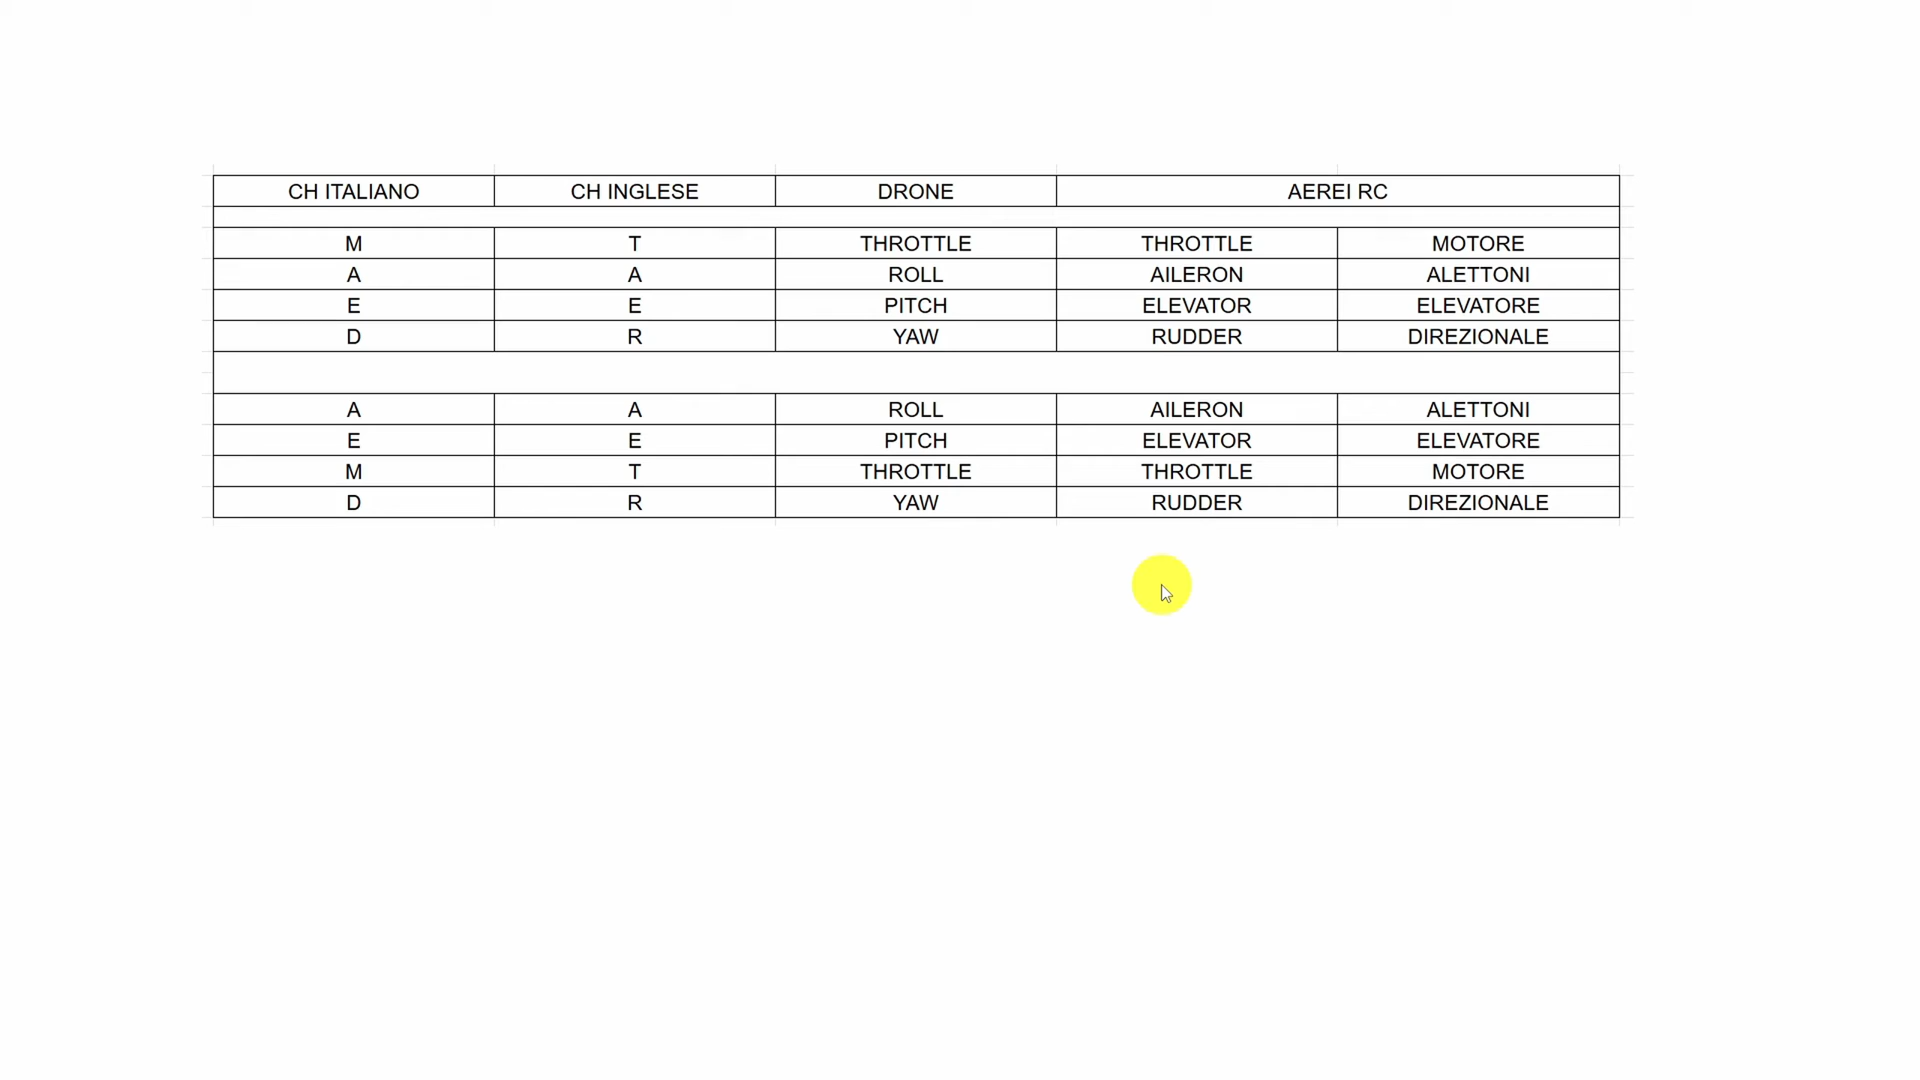 CH ITALIANO CH INGLESE DRONE AEREI RC
M T THROTTLE THROTTLE MOTORE
A A ROLL AILERON ALETTONI
E E PITCH ELEVATOR ELEVATORE
D R YAW RUDDER DIREZIONALE
A A ROLL AILERON ALETTONI
E E PITCH ELEVATOR ELEVATORE
M T THROTTLE THROTTLE MOTORE
D R YAW RUDDER DIREZIONALE